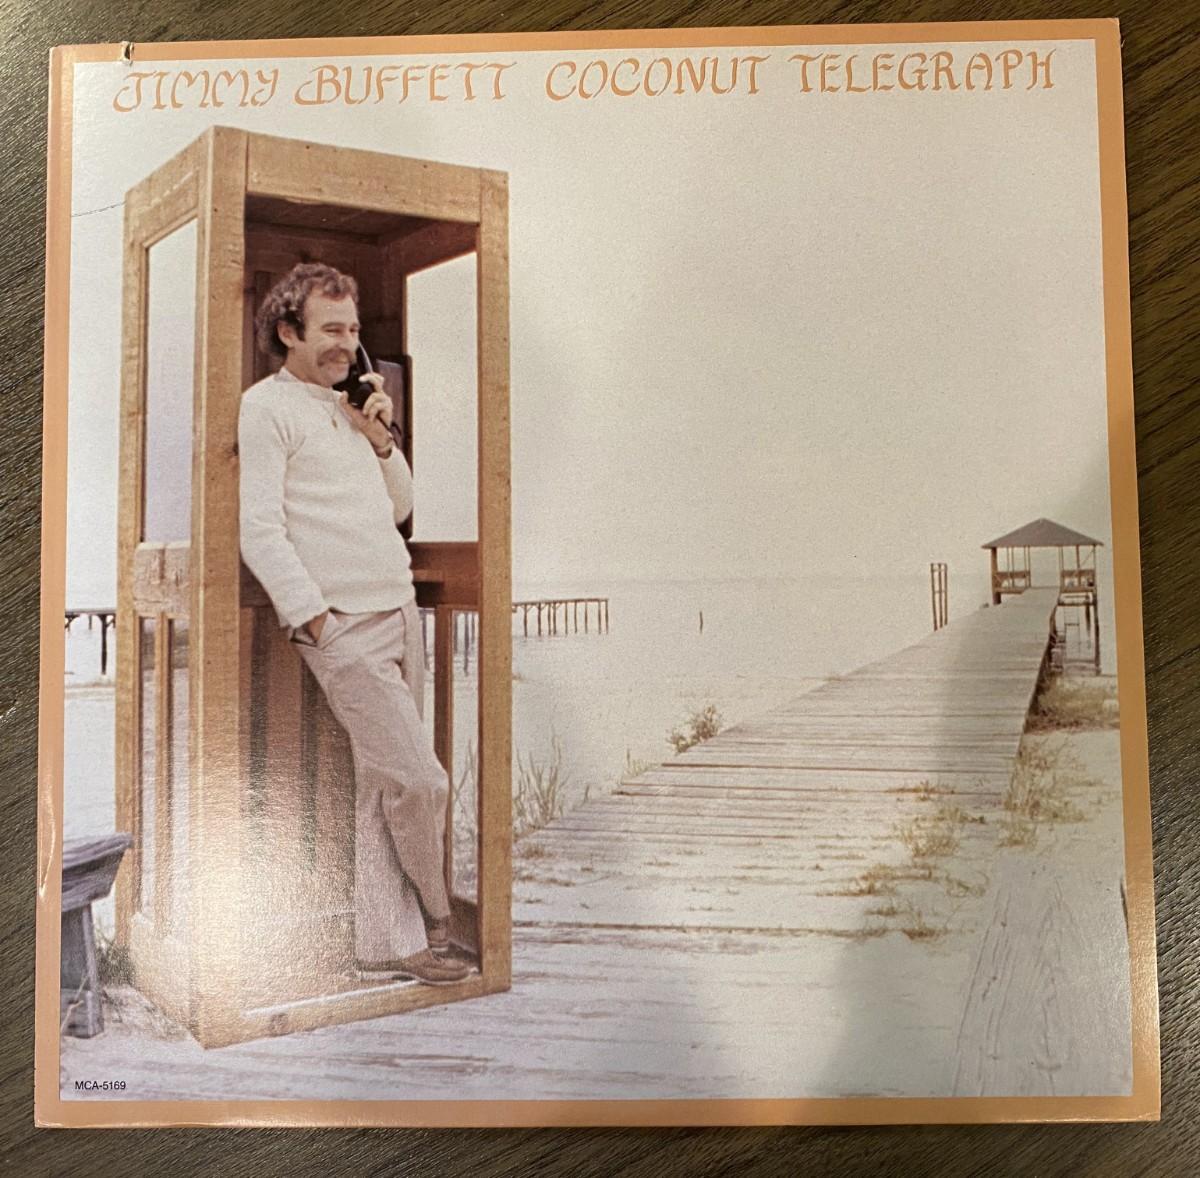 JIMMY BUFFETT COCONUT TELEGRAPH
MCA-5169